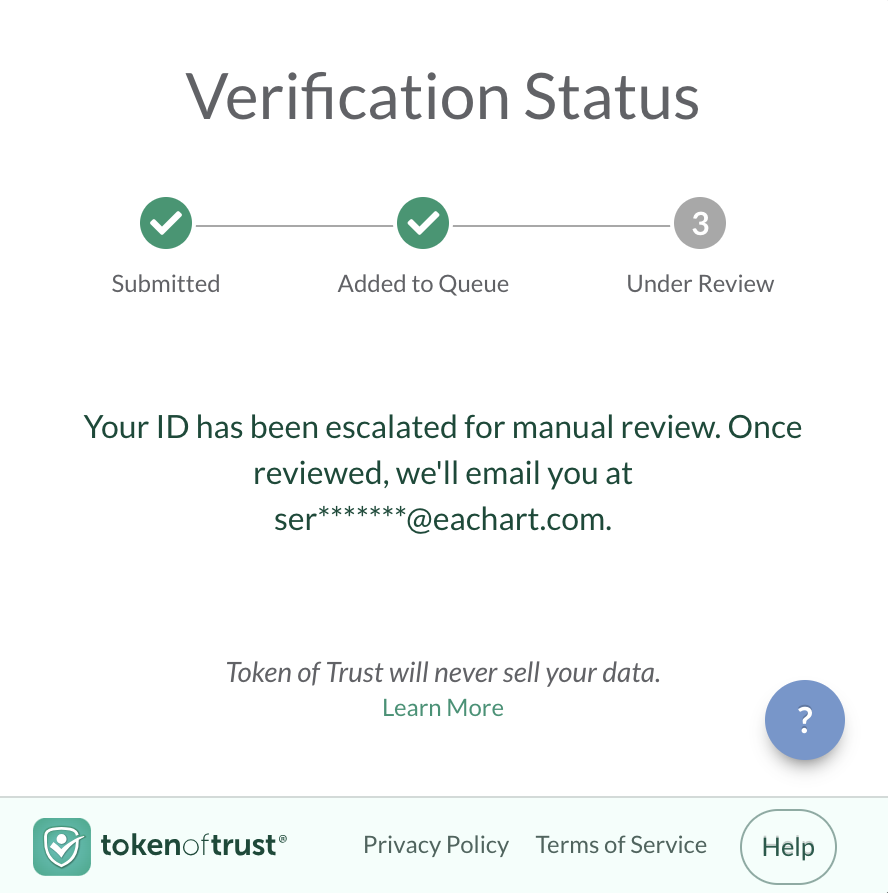 Verification Status
3
Submitted
Added to Queue
Under Review
Your ID has been escalated for manual review. Once
reviewed, we'll email you at
ser*******@eachart.com.
Token of Trust will never sell your data.
Learn More
?
tokenoftrust®
Privacy Policy
Terms of Service
Help